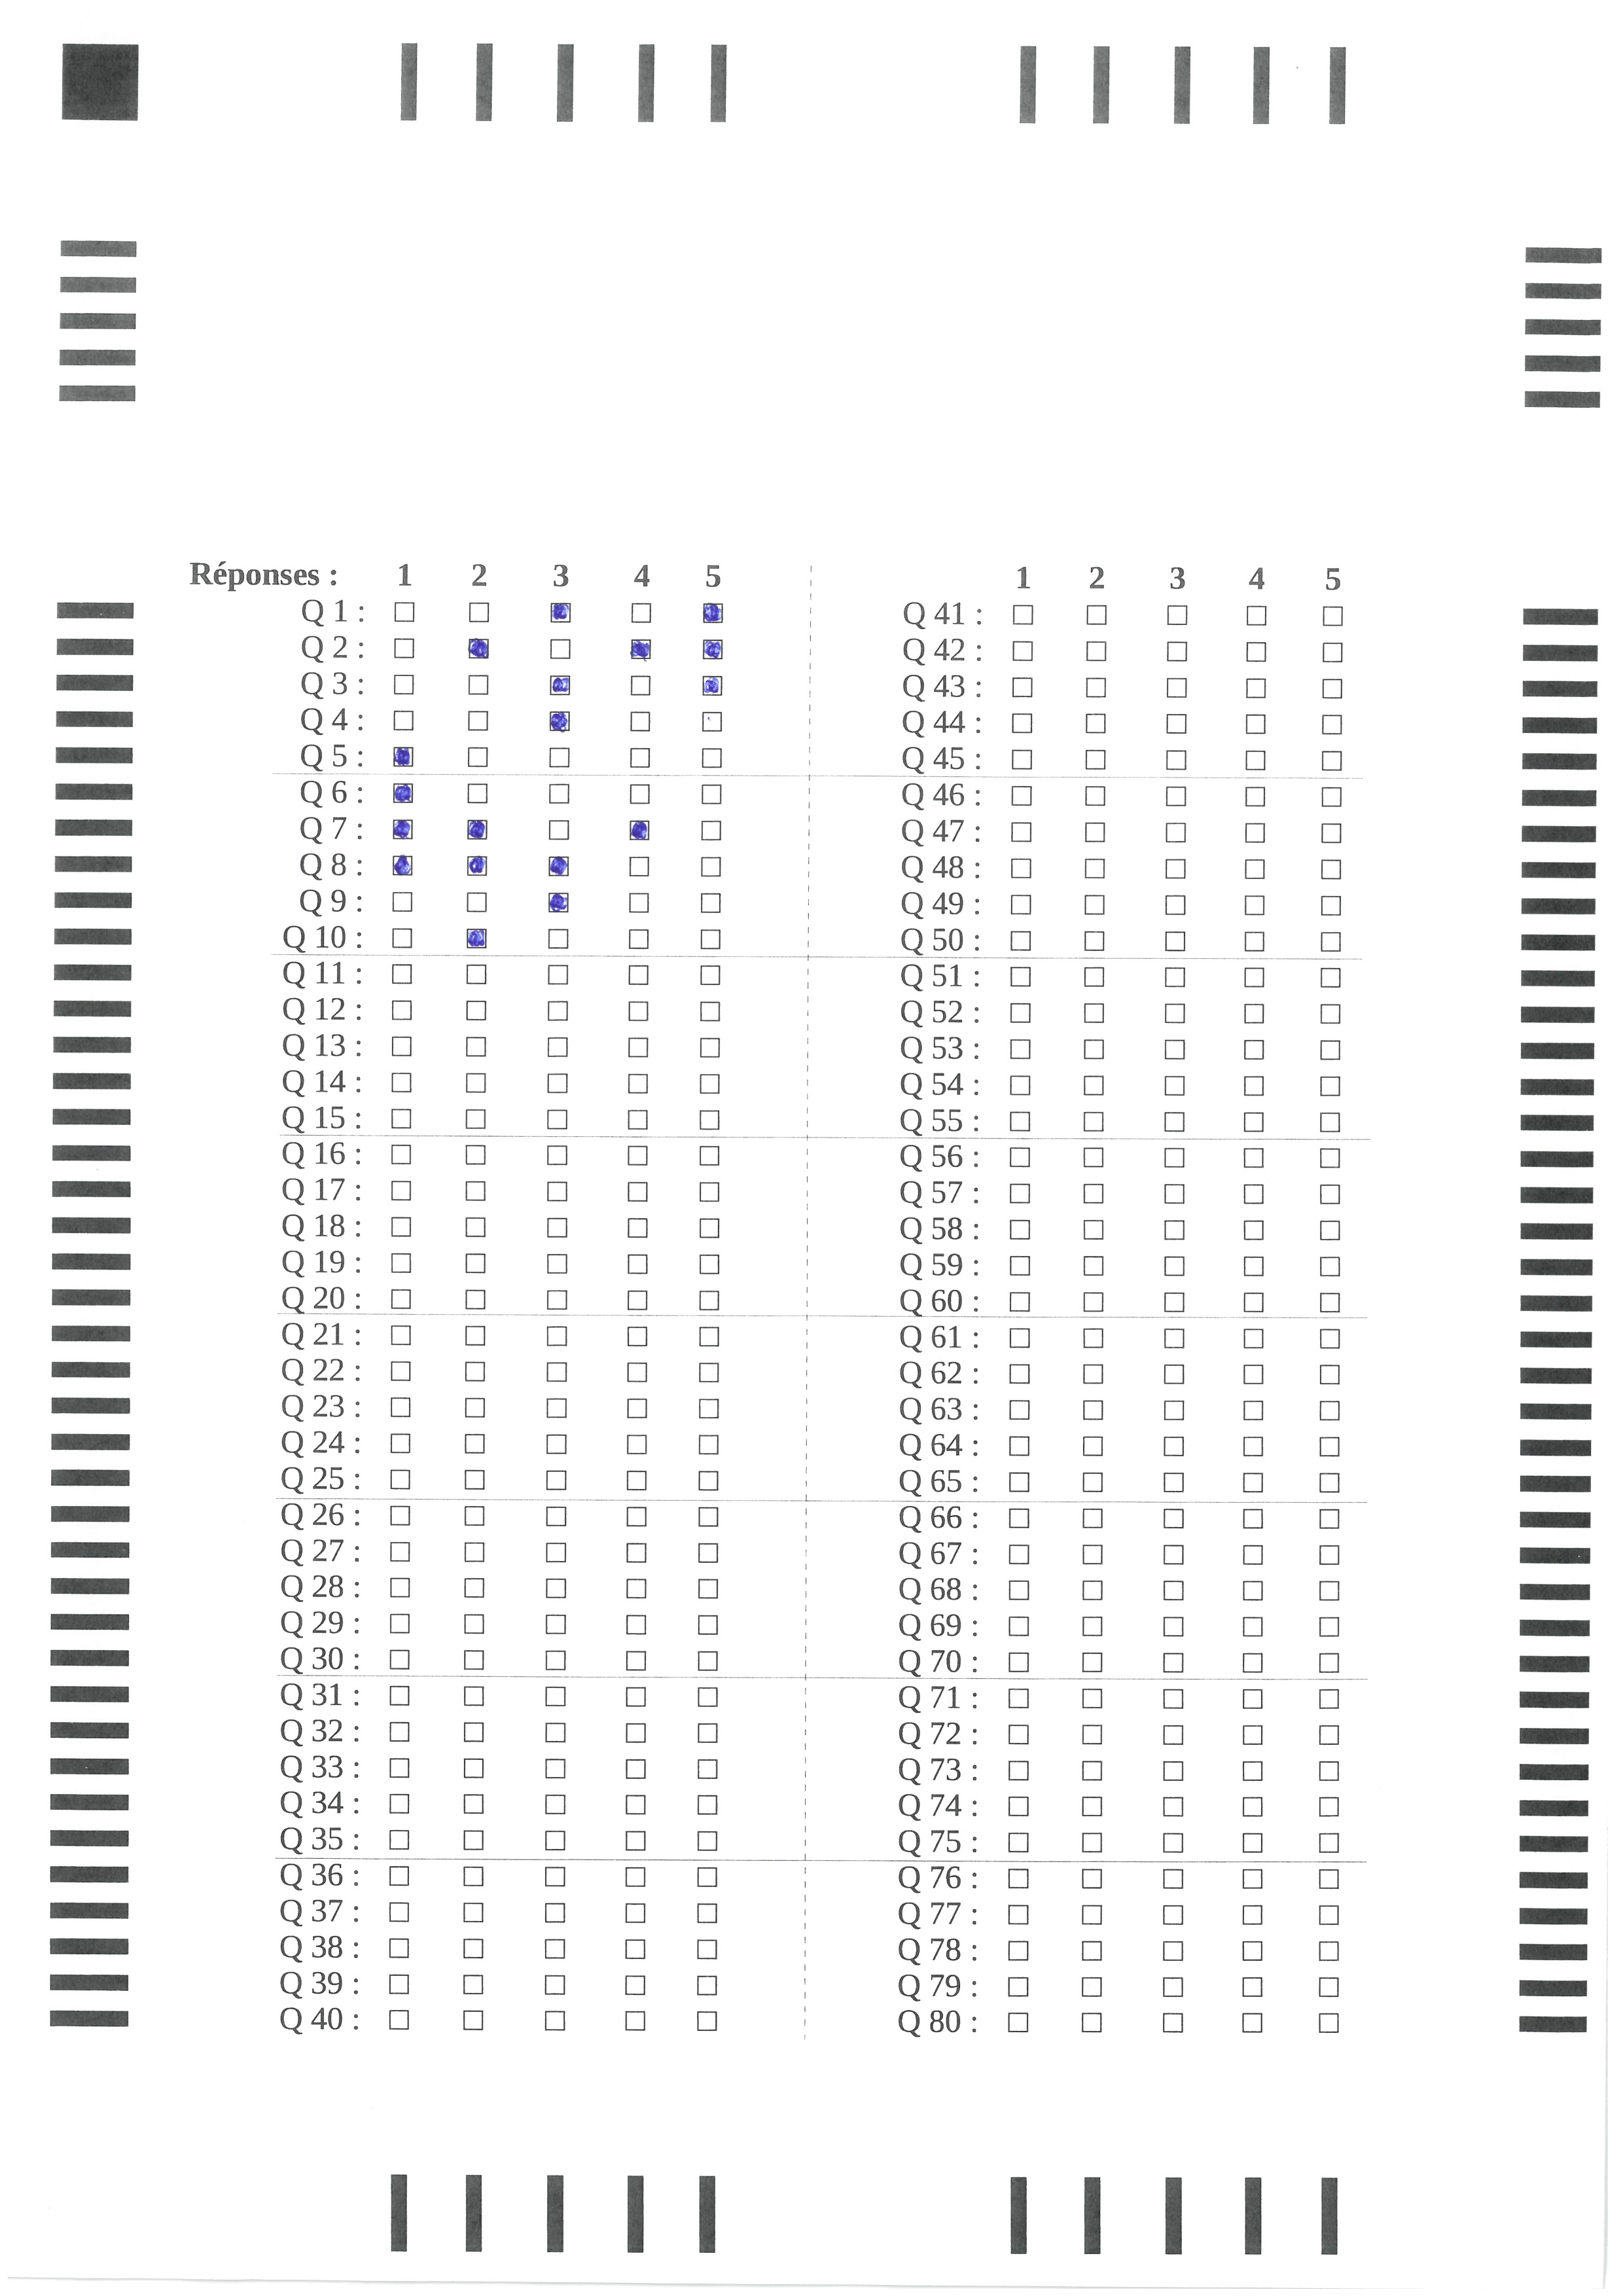 Réponses : 1 2 3 4 5
Q 1 :
Q 2 :
Q 3 :
Q 4 :
Q 5 :
Q 6 :
Q 7 :
Q 8 :
Q 9 :
Q 10 :
Q 11 :
Q 12 :
Q 13 :
Q 14 :
Q 15 :
Q 16 :
Q 17 :
Q 18 :
Q 19 :
Q 20 :
Q 21 :
Q 22 :
Q 23 :
Q 24 :
Q 25 :
Q 26 :
Q 27 :
Q 28 :
Q 29 :
Q 30 :
Q 31 :
Q 32 :
Q 33 :
Q 34 :
Q 35 :
Q 36 :
Q 37 :
Q 38 :
Q 39 :
Q 40 :
1 2 3 4 5
Q 41 :
Q 42 :
Q 43 :
Q 44 :
Q 45 :
Q 46 :
Q 47 :
Q 48 :
Q 49 :
Q 50 :
Q 51 :
Q 52 :
Q 53 :
Q 54 :
Q 55 :
Q 56 :
Q 57 :
Q 58 :
Q 59 :
Q 60 :
Q 61 :
Q 62 :
Q 63 :
Q 64 :
Q 65 :
Q 66 :
Q 67 :
Q 68 :
Q 69 :
Q 70 :
Q 71 :
Q 72 :
Q 73 :
Q 74 :
Q 75 :
Q 76 :
Q 77 :
Q 78 :
Q 79 :
Q 80 :